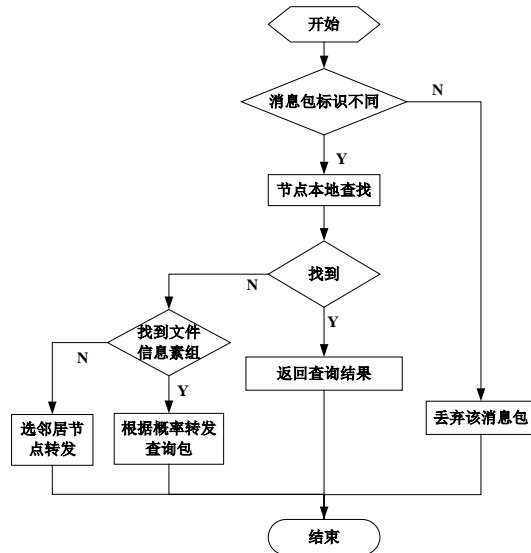 开始
消息包标识不同
N
Y
节点本地查找
找到
N
Y
找到文件
信息素组
N
Y
返回查询结果
选邻居节
点转发
根据概率转发
查询包
丢弃该消息包
结束